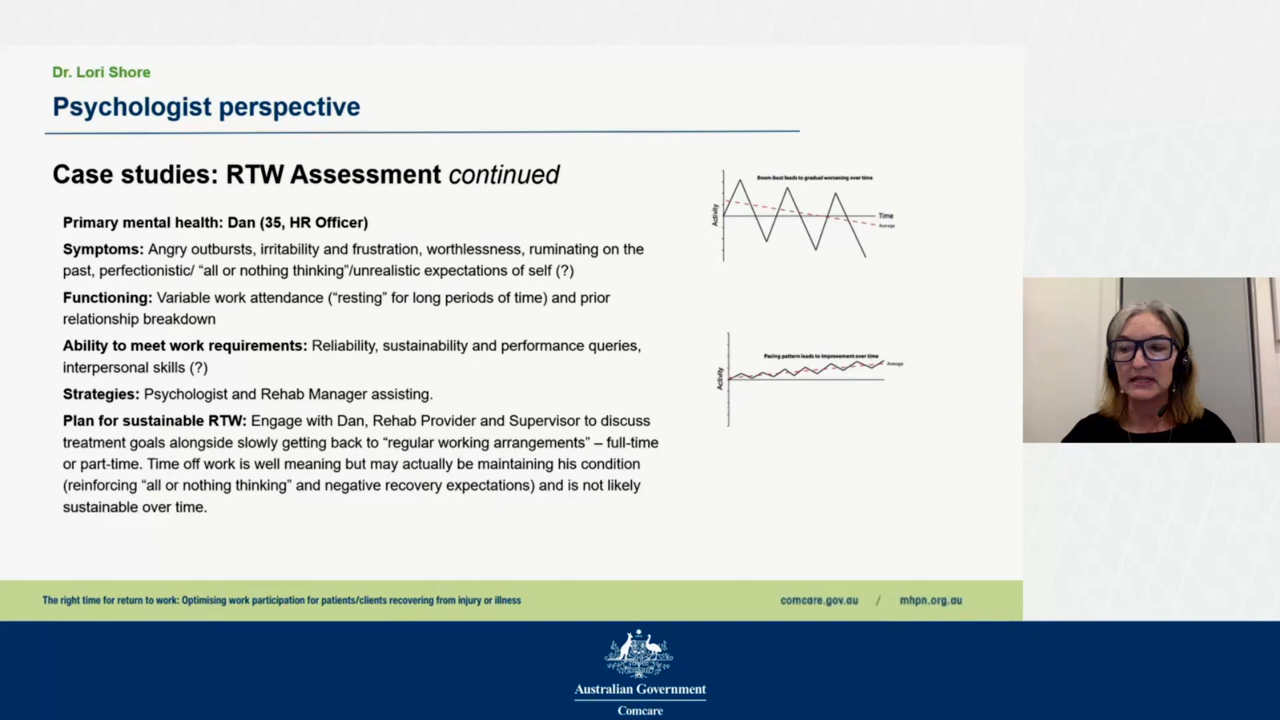 Dr. Lori Shore
Psychologist perspective
Case studies: RTW Assessment continued
Primary mental health: Dan (35, HR Officer)
Symptoms: Angry outbursts, irritability and frustration, worthlessness, ruminating on the
past, perfectionistic/ “all or nothing thinking”/unrealistic expectations of self (?)
Functioning: Variable work attendance (“resting” for long periods of time) and prior
relationship breakdown
Ability to meet work requirements: Reliability, sustainability and performance queries,
interpersonal skills (?)
Strategies: Psychologist and Rehab Manager assisting.
Plan for sustainable RTW: Engage with Dan, Rehab Provider and Supervisor to discuss
treatment goals alongside slowly getting back to “regular working arrangements” – full-time
or part-time. Time off work is well meaning but may actually be maintaining his condition
(reinforcing “all or nothing thinking” and negative recovery expectations) and is not likely
sustainable over time.
Boom-bust leads to gradual worsening over time
Activity
Time
Average
Pacing pattern leads to improvement over time
Activity
Average
The right time for return to work: Optimising work participation for patients/clients recovering from injury or illness
comcare.gov.au / mhpn.org.au
Australian Government
Comcare